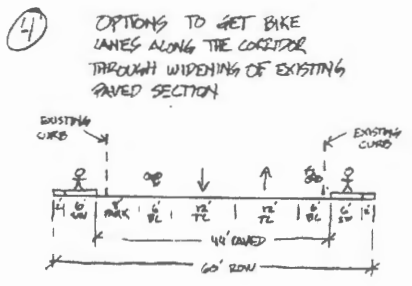 4
OPTIONS TO GET BIKE
LANES ALONG THE CORRIDOR
THROUGH WIDENING OF EXISTING
PAVED SECTION
EXISTING
CURB
EXISTING
CURB
6' 8' 6' 12' 12' 6' 6'
SW PARK BL TL TL BL SW
44' PAVED
60' ROW